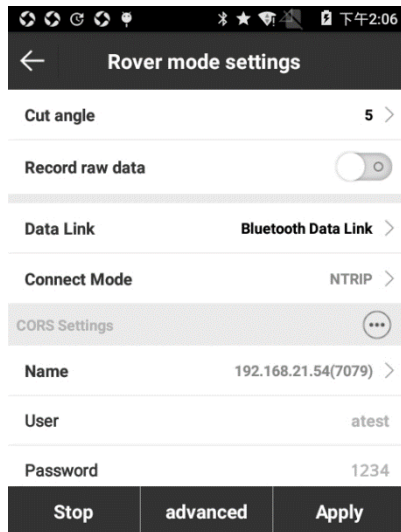 下午2:06
Rover mode settings
Cut angle 5
Record raw data
Data Link Bluetooth Data Link
Connect Mode NTRIP
CORS Settings
Name 192.168.21.54(7079)
User atest
Password 1234
Stop advanced Apply